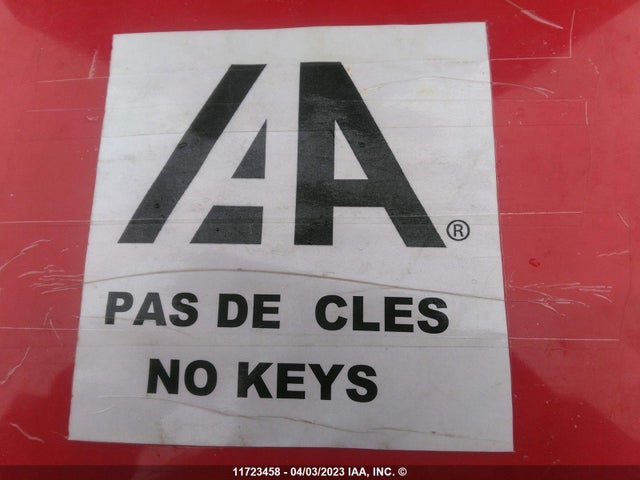 IAA®
PAS DE CLES
NO KEYS
11723458 - 04/03/2023 IAA, INC. ©